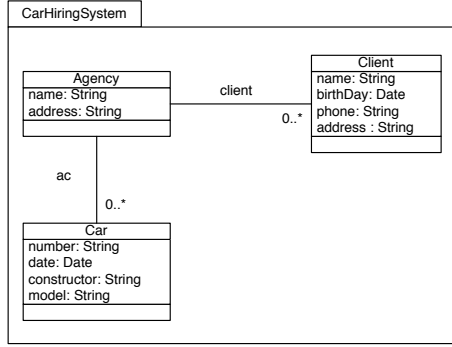 CarHiringSystem
Agency
name: String
address: String
client
0..*
Client
name: String
birthDay: Date
phone: String
address : String
ac
0..*
Car
number: String
date: Date
constructor: String
model: String